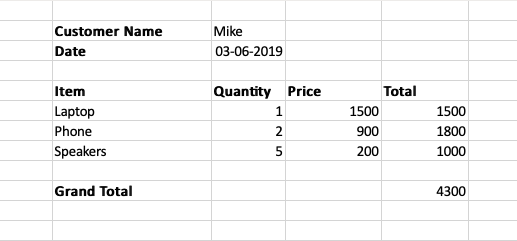 Customer Name Mike
Date 03-06-2019
Item Quantity Price Total
Laptop 1 1500 1500
Phone 2 900 1800
Speakers 5 200 1000
Grand Total 4300